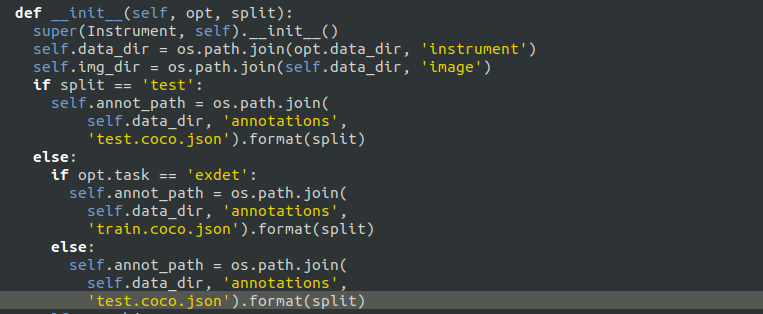 def __init__(self, opt, split):
  super(Instrument, self).__init__()
  self.data_dir = os.path.join(opt.data_dir, 'instrument')
  self.img_dir = os.path.join(self.data_dir, 'image')
  if split == 'test':
    self.annot_path = os.path.join(
        self.data_dir, 'annotations',
        'test.coco.json').format(split)
  else:
    if opt.task == 'exdet':
      self.annot_path = os.path.join(
        self.data_dir, 'annotations',
        'train.coco.json').format(split)
    else:
      self.annot_path = os.path.join(
        self.data_dir, 'annotations',
        'test.coco.json').format(split)